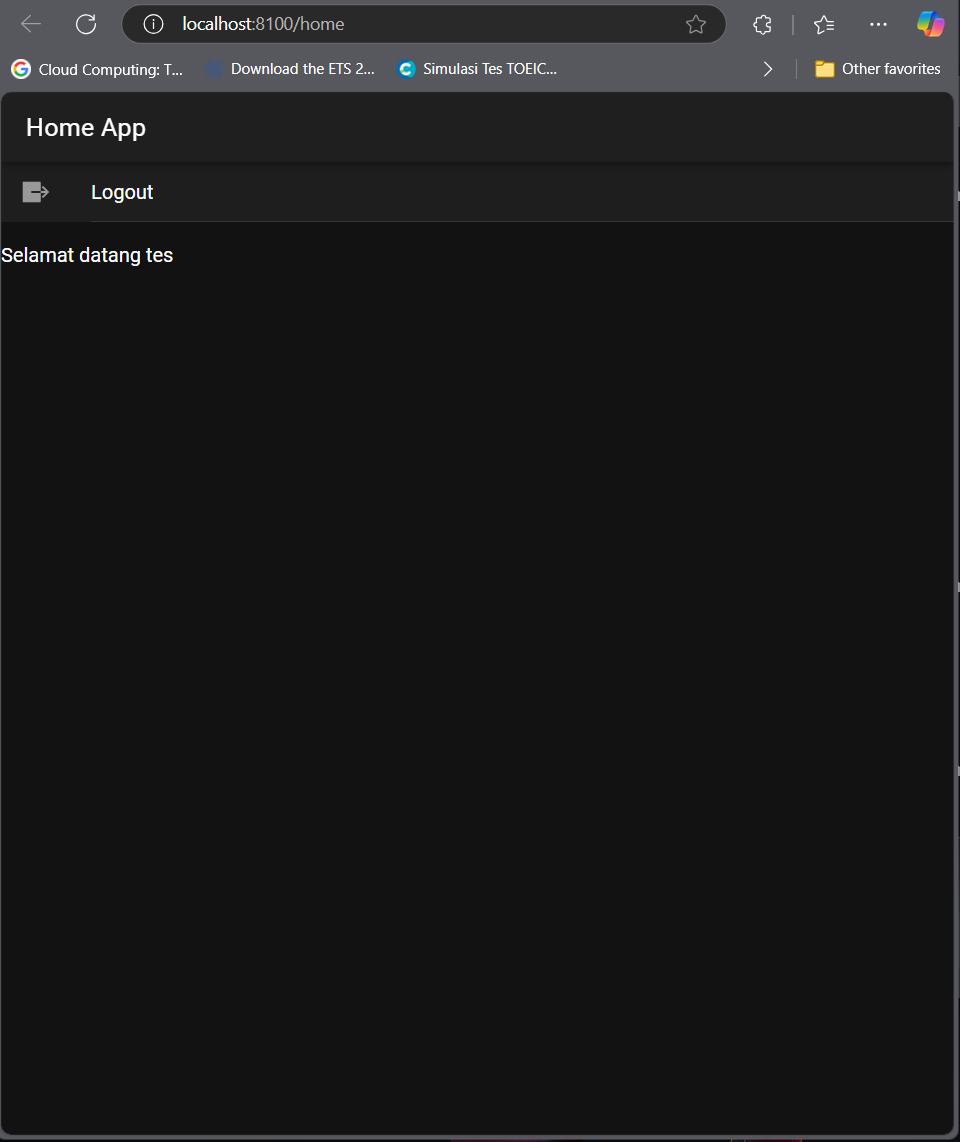 localhost:8100/home
Cloud Computing: T... Download the ETS 2... Simulasi Tes TOEIC... Other favorites
Home App
Logout
Selamat datang tes